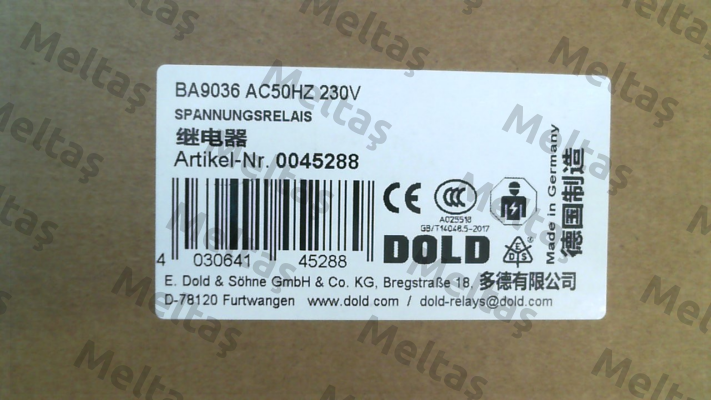 BA9036 AC50HZ 230V
SPANNUNGSRELAIS
继电器
Artikel-Nr. 0045288
4 030641 45288
CE
CCC
A025518
GB/T14048.5-2017
DOLD
EDS®
Made in Germany
德国制造
E. Dold & Söhne GmbH & Co. KG, Bregstraße 18, 多德有限公司
D-78120 Furtwangen www.dold.com / dold-relays@dold.com
Meltaş